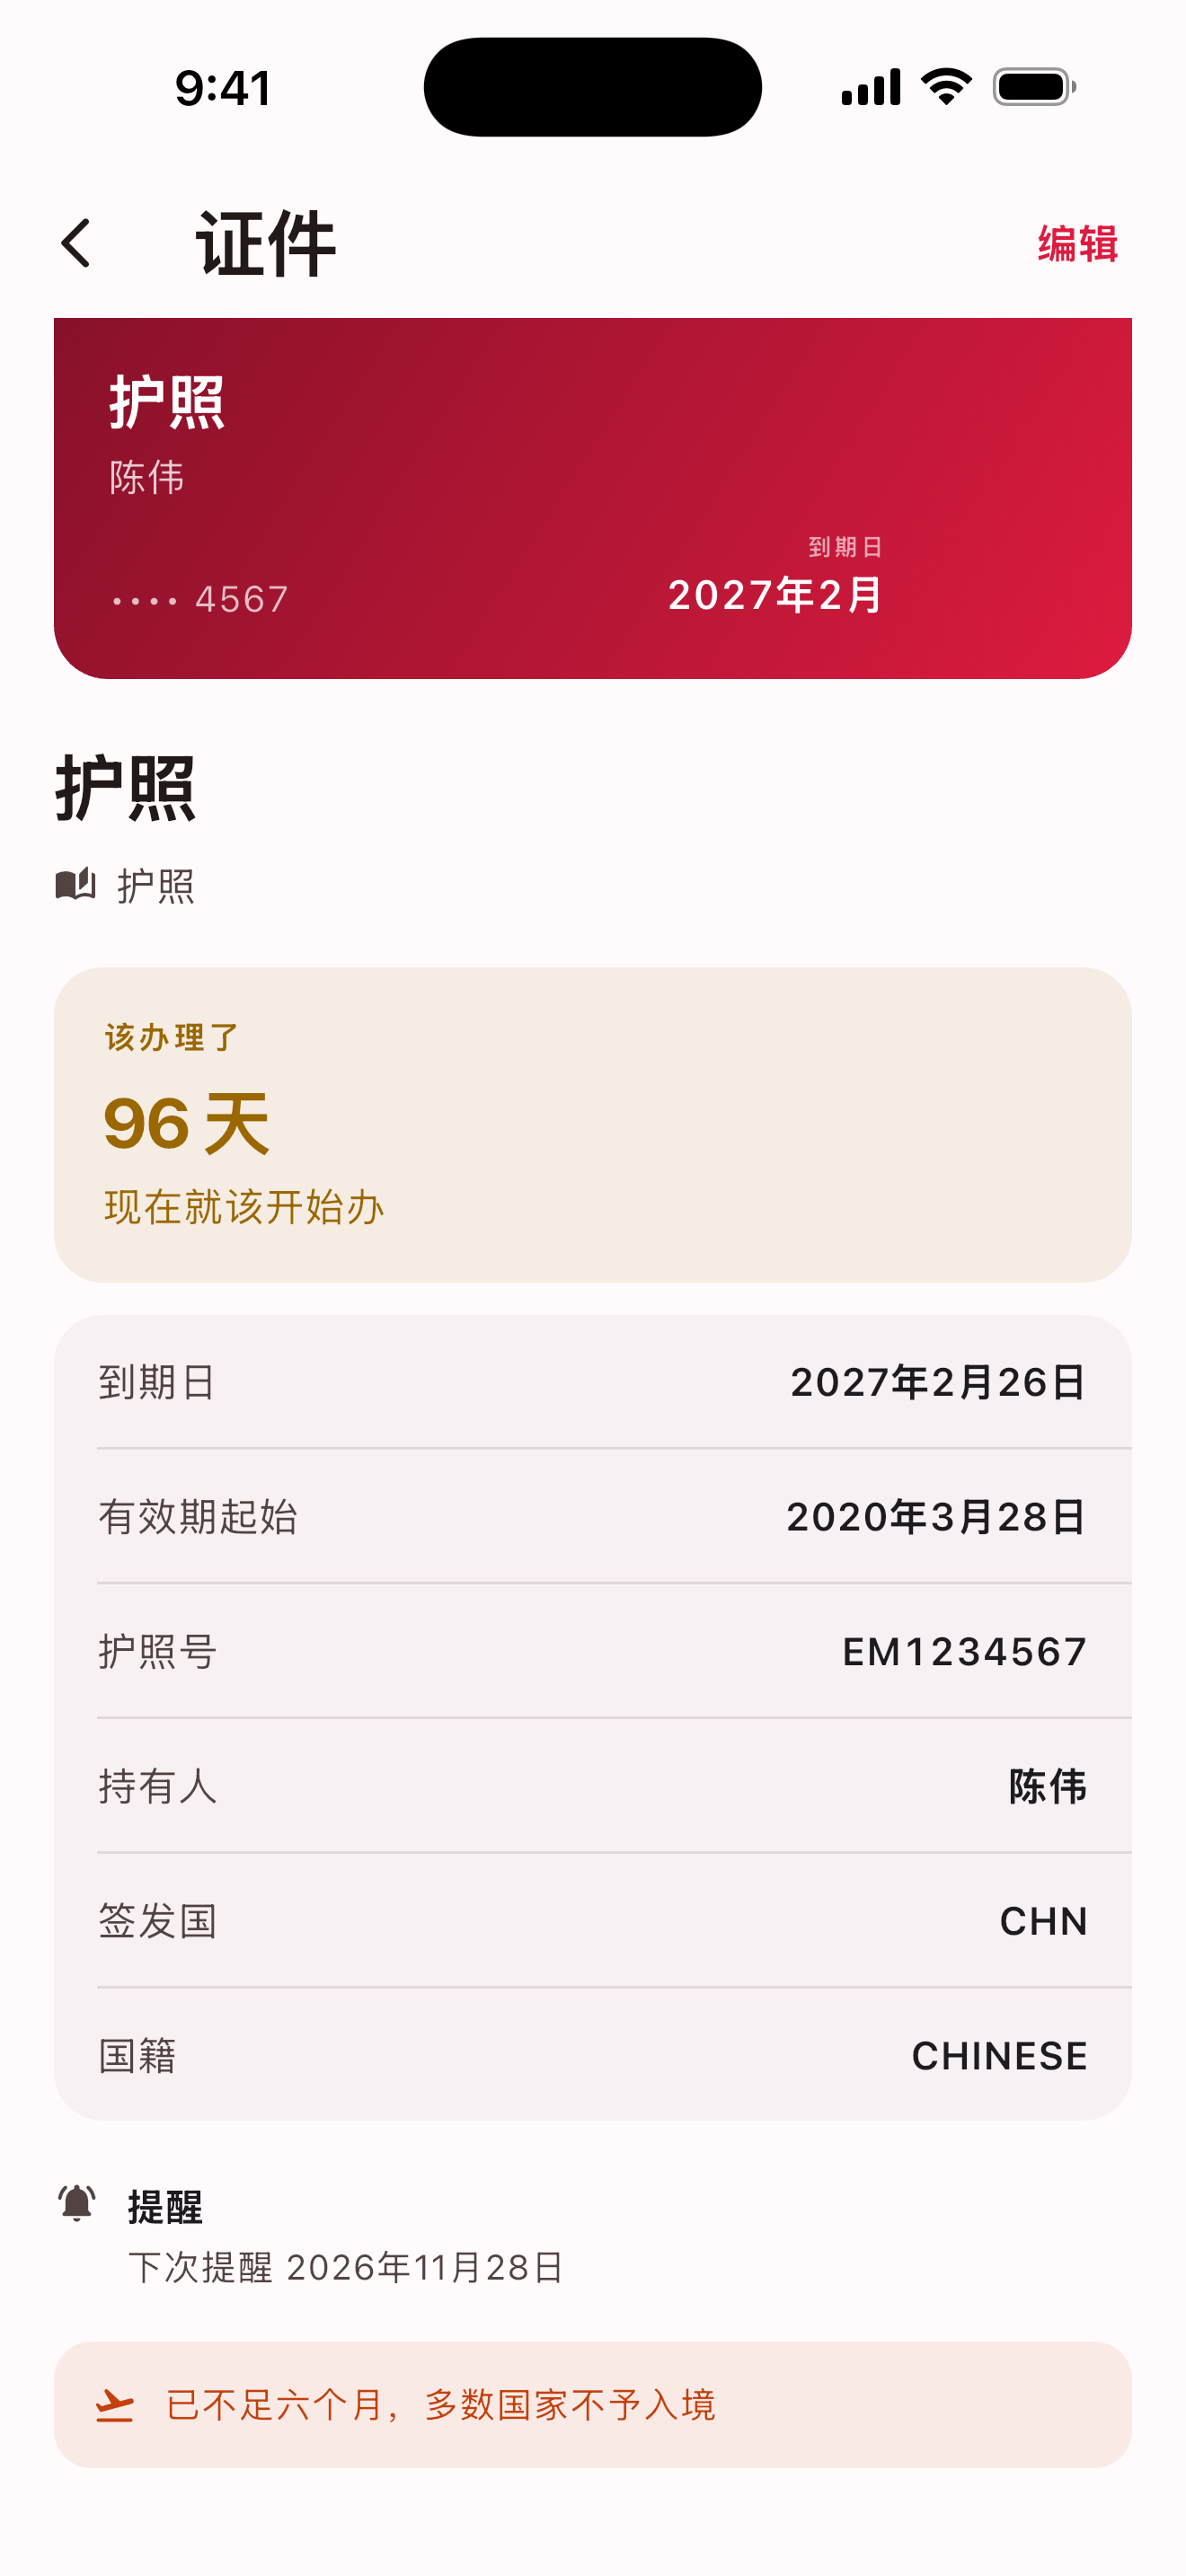 9:41
证件
编辑
护照
陈伟
到期日
•••• 4567
2027年2月
护照
护照
该办理了
96 天
现在就该开始办
到期日
2027年2月26日
有效期起始
2020年3月28日
护照号
EM1234567
持有人
陈伟
签发国
CHN
国籍
CHINESE
提醒
下次提醒 2026年11月28日
已不足六个月，多数国家不予入境